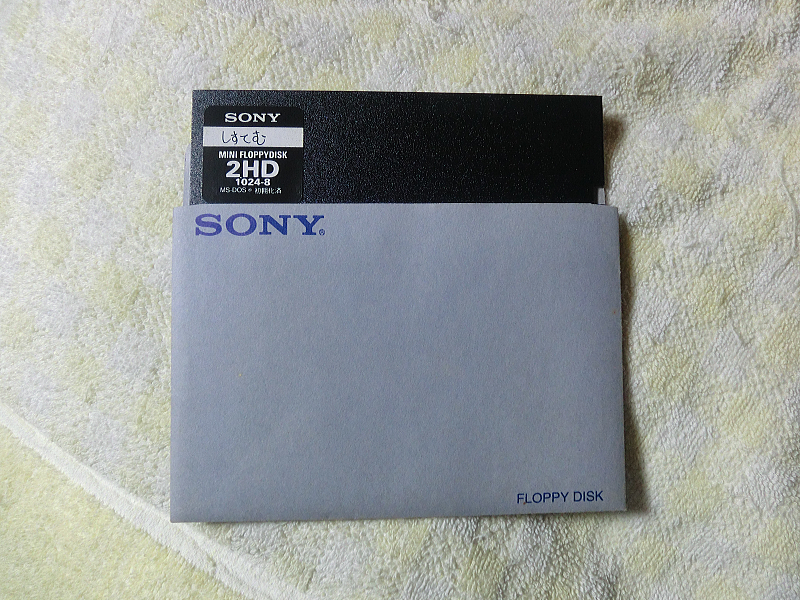 SONY
しすてむ
MINI FLOPPYDISK
2HD
1024-8
MS-DOS® 初期化済
SONY®
FLOPPY DISK